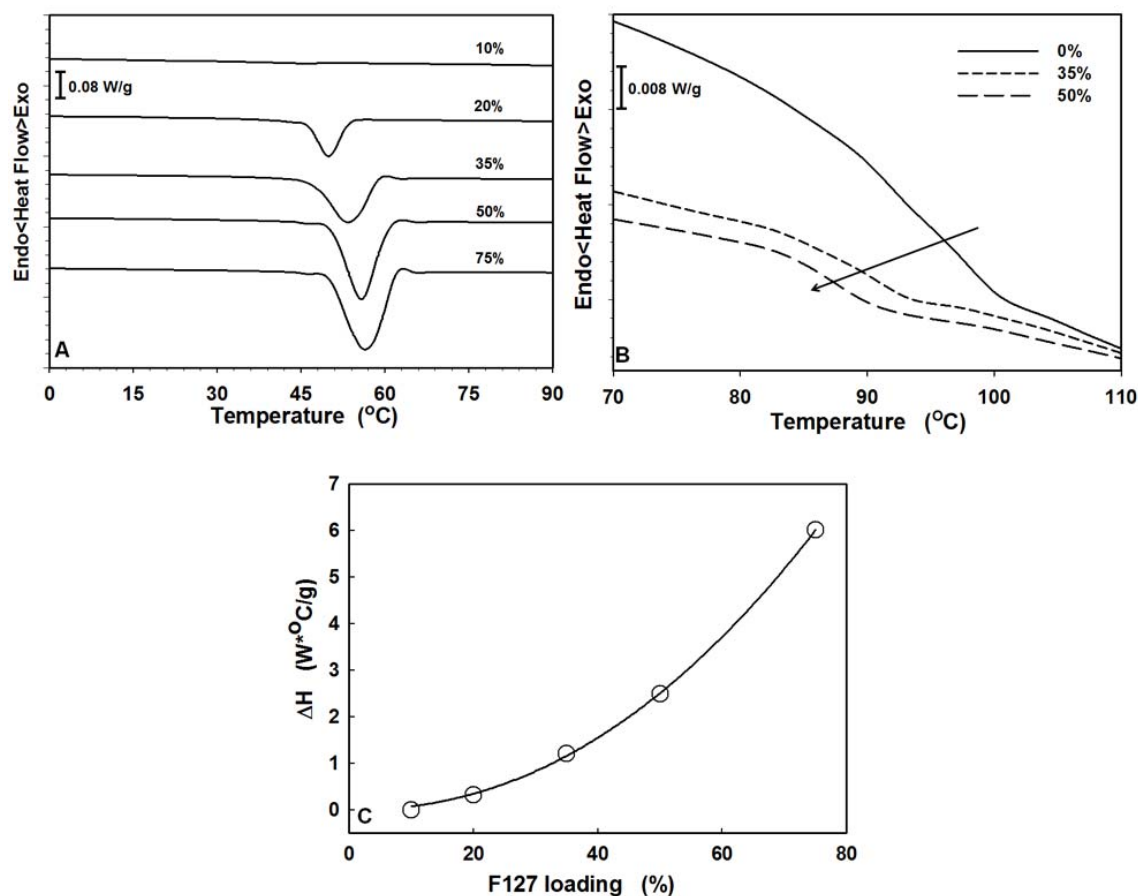 10%
0.08 W/g
20%
35%
50%
75%
A
Endo<Heat Flow>Exo
0 15 30 45 60 75 90
Temperature (°C)
0%
35%
50%
0.008 W/g
B
Endo<Heat Flow>Exo
70 80 90 100 110
Temperature (°C)
7
6
5
4
3
2
1
0
C
ΔH (W*°C/g)
0 20 40 60 80
F127 loading (%)